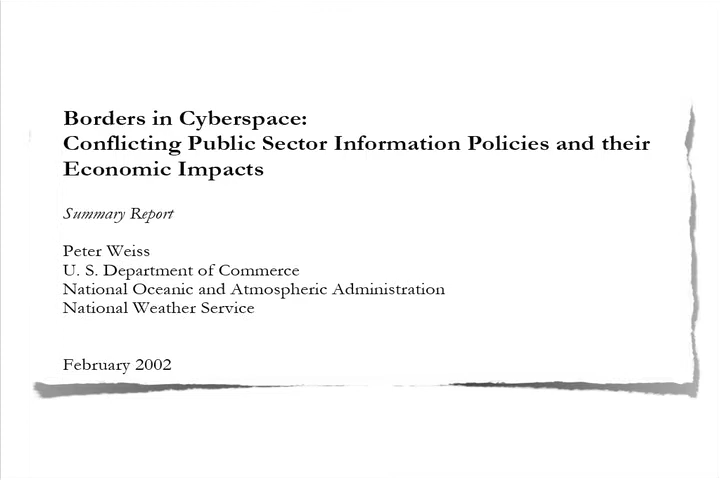 Borders in Cyberspace:
Conflicting Public Sector Information Policies and their
Economic Impacts
Summary Report
Peter Weiss
U. S. Department of Commerce
National Oceanic and Atmospheric Administration
National Weather Service
February 2002